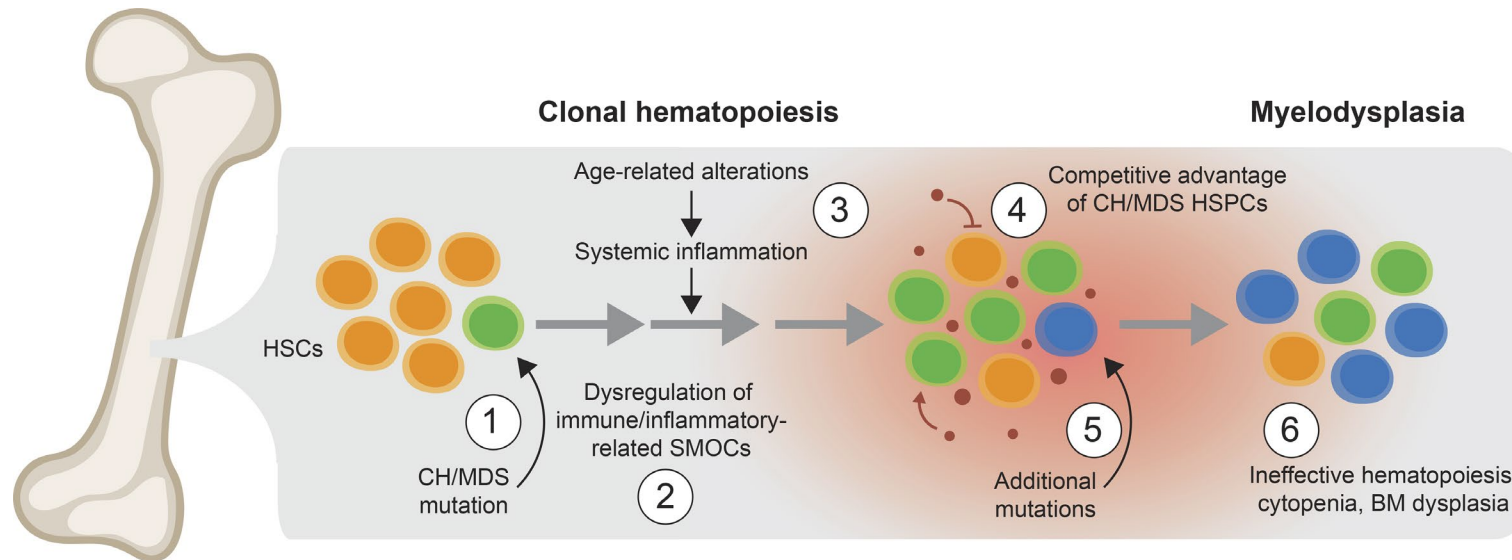 Clonal hematopoiesis
Myelodysplasia
Age-related alterations
Systemic inflammation
3
4
Competitive advantage
of CH/MDS HSPCs
HSCs
1
CH/MDS
mutation
Dysregulation of
immune/inflammatory-
related SMOCs
2
5
Additional
mutations
6
Ineffective hematopoiesis
cytopenia, BM dysplasia